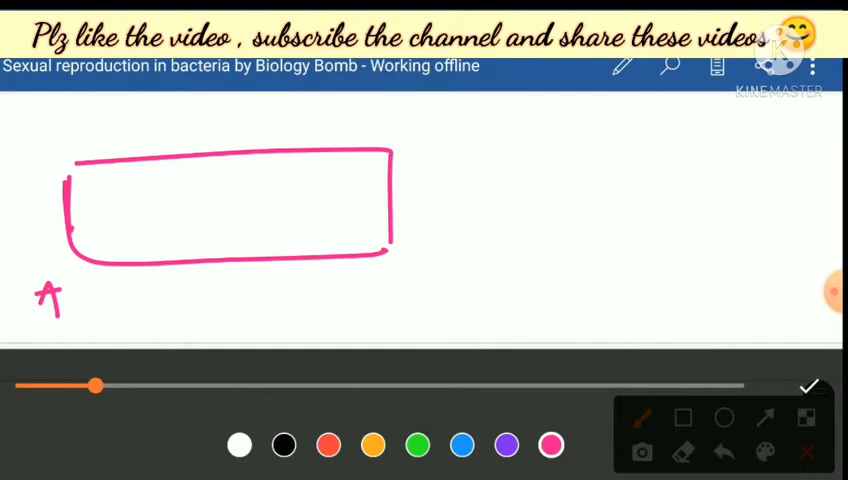 Plz like the video , subscribe the channel and share these videos
Sexual reproduction in bacteria by Biology Bomb - Working offline
KINEMASTER
A